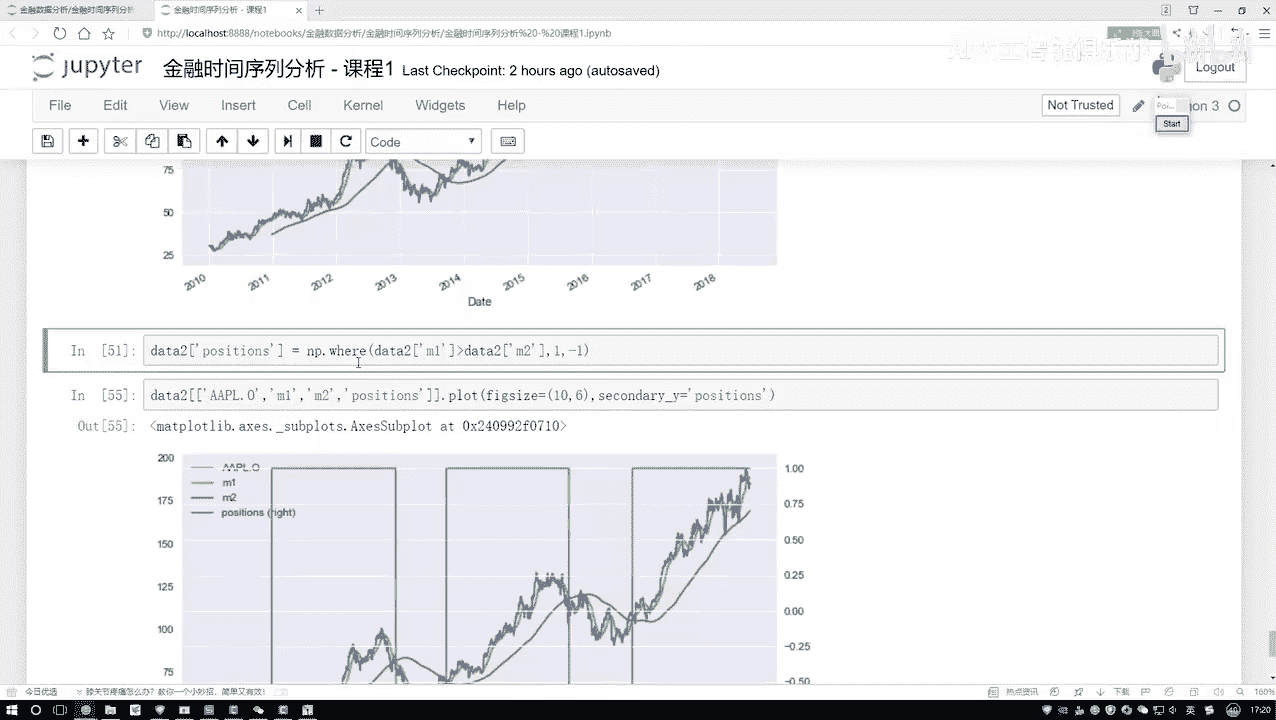 金融数据分析/金融时间序列分析
金融时间序列分析 - 课程1
http://localhost:8888/notebooks/金融数据分析/金融时间序列分析/金融时间序列分析%20-%20课程1.ipynb
jupyter 金融时间序列分析 - 课程1 Last Checkpoint: 2 hours ago (autosaved)
Logout
File Edit View Insert Cell Kernel Widgets Help
Not Trusted
Start
Code
75
50
25
2010 2011 2012 2013 2014 2015 2016 2017 2018
Date
In [51]: data2['positions'] = np.where(data2['m1']>data2['m2'],1,-1)
In [55]: data2[['AAPL.O','m1','m2','positions']].plot(figsize=(10,6),secondary_y='positions')
Out[55]: <matplotlib.axes._subplots.AxesSubplot at 0x240992f0710>
200
175
150
125
100
75
AAPL.O
m1
m2
positions (right)
1.00
0.75
0.50
0.25
0.00
−0.25
−0.50
今日优选
膝关节疼痛怎么办?教你一个小妙招,简单又有效!
热点资讯
下载
160%
英
17:20